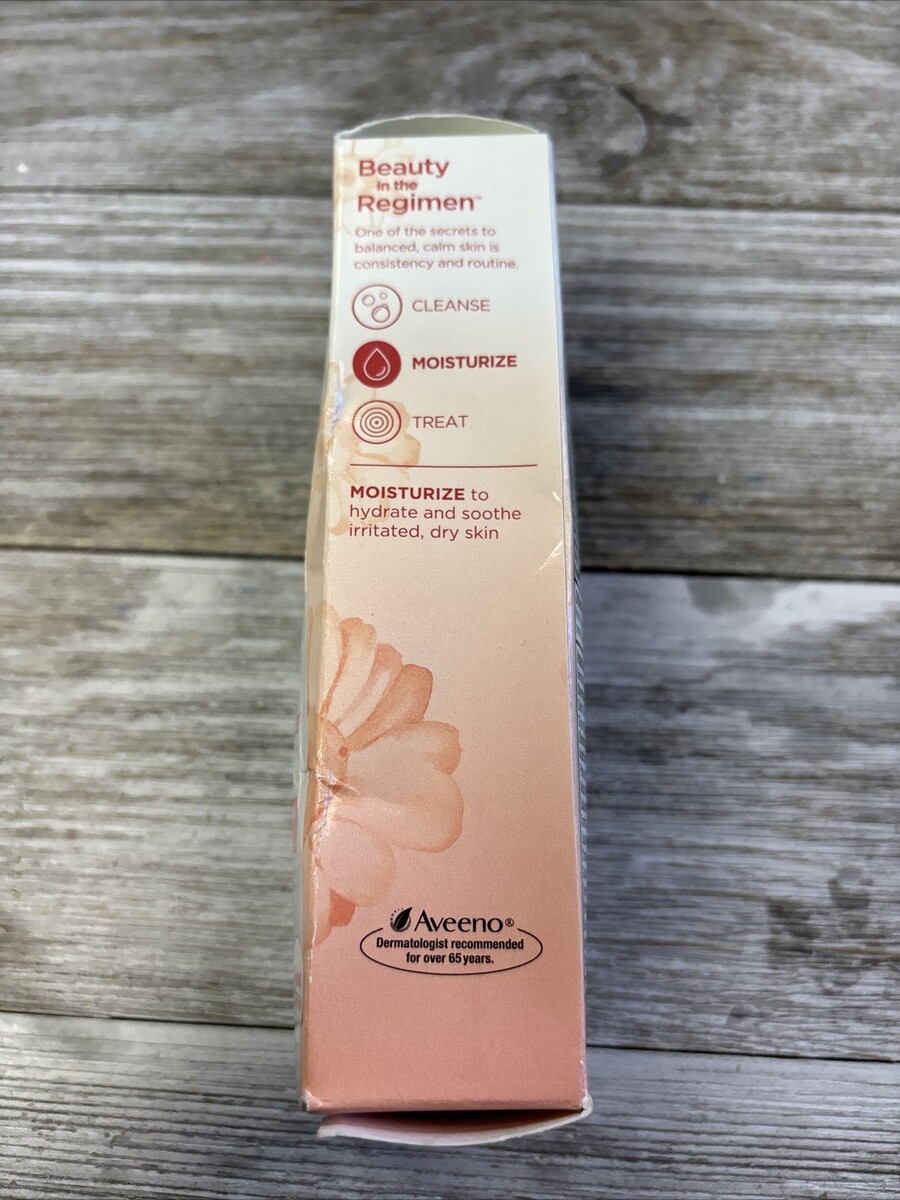 Beauty
in the
Regimen™
One of the secrets to
balanced, calm skin is
consistency and routine.
CLEANSE
MOISTURIZE
TREAT
MOISTURIZE to
hydrate and soothe
irritated, dry skin
Aveeno®
Dermatologist recommended
for over 65 years.